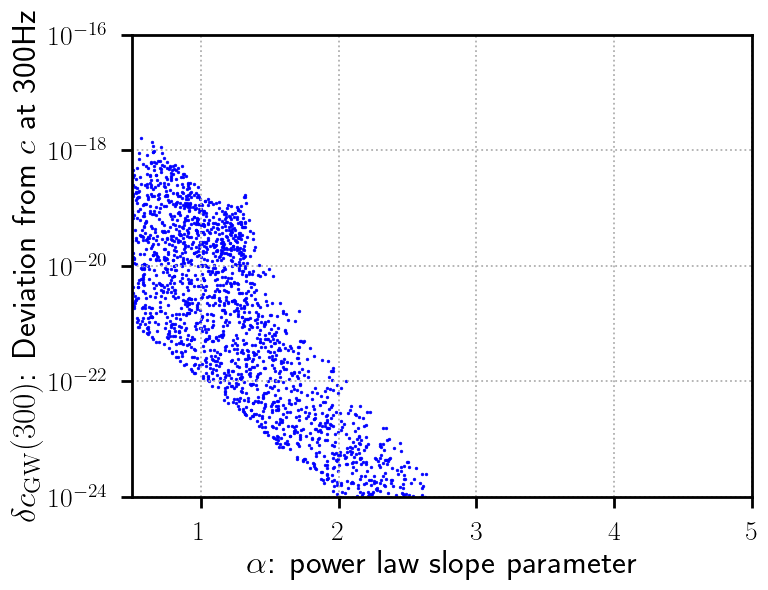 10⁻¹⁶
10⁻¹⁸
10⁻²⁰
10⁻²²
10⁻²⁴
δc_GW(300): Deviation from c at 300Hz
1 2 3 4 5
α: power law slope parameter